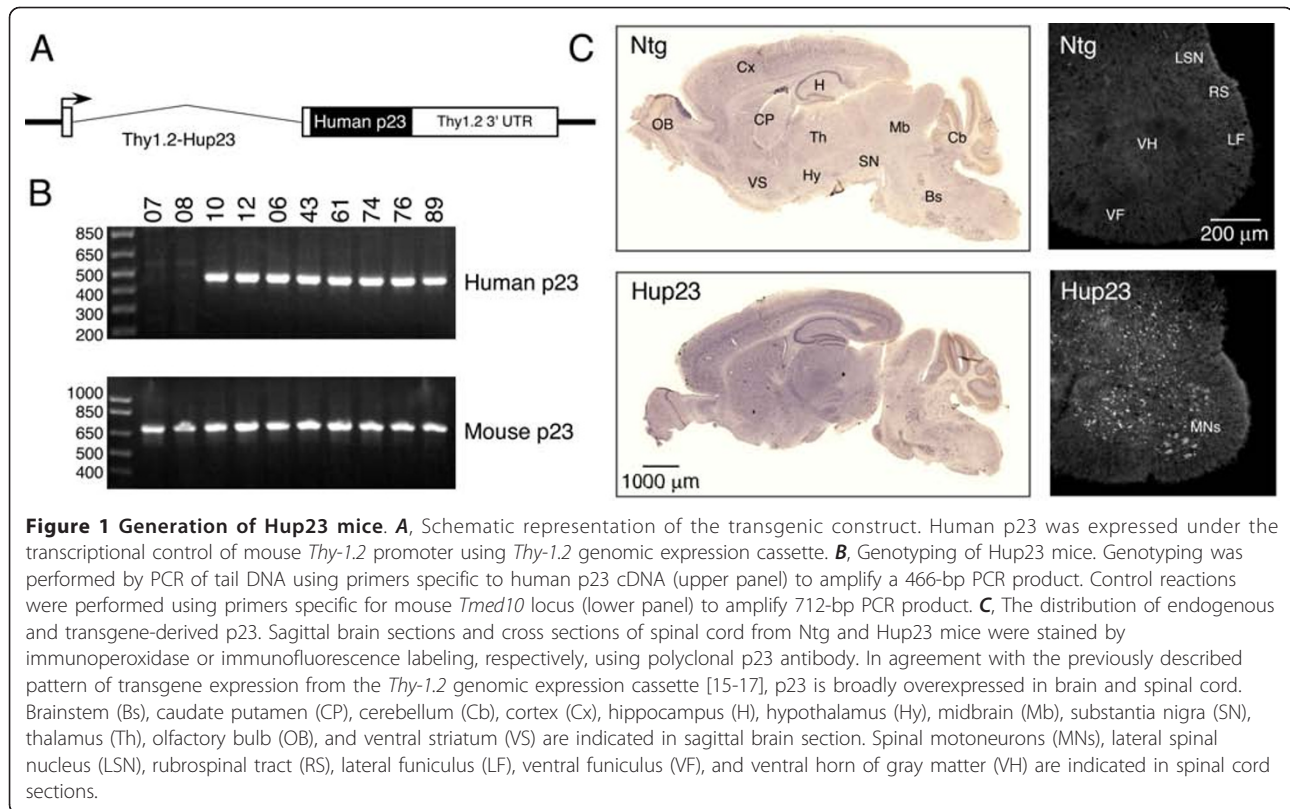 A
Thy1.2-Hup23
Human p23
Thy1.2 3' UTR
B
07 08 10 12 06 43 61 74 76 89
850
650
500
400
300
200
Human p23
1000
850
650
500
400
Mouse p23
C
Ntg
Cx
H
OB
CP
Th
Mb
Cb
SN
VS
Hy
Bs
Ntg
LSN
RS
LF
VH
VF
200 μm
Hup23
1000 μm
Hup23
MNs
Figure 1 Generation of Hup23 mice. A, Schematic representation of the transgenic construct. Human p23 was expressed under the
transcriptional control of mouse Thy-1.2 promoter using Thy-1.2 genomic expression cassette. B, Genotyping of Hup23 mice. Genotyping was
performed by PCR of tail DNA using primers specific to human p23 cDNA (upper panel) to amplify a 466-bp PCR product. Control reactions
were performed using primers specific for mouse Tmed10 locus (lower panel) to amplify 712-bp PCR product. C, The distribution of endogenous
and transgene-derived p23. Sagittal brain sections and cross sections of spinal cord from Ntg and Hup23 mice were stained by
immunoperoxidase or immunofluorescence labeling, respectively, using polyclonal p23 antibody. In agreement with the previously described
pattern of transgene expression from the Thy-1.2 genomic expression cassette [15-17], p23 is broadly overexpressed in brain and spinal cord.
Brainstem (Bs), caudate putamen (CP), cerebellum (Cb), cortex (Cx), hippocampus (H), hypothalamus (Hy), midbrain (Mb), substantia nigra (SN),
thalamus (Th), olfactory bulb (OB), and ventral striatum (VS) are indicated in sagittal brain section. Spinal motoneurons (MNs), lateral spinal
nucleus (LSN), rubrospinal tract (RS), lateral funiculus (LF), ventral funiculus (VF), and ventral horn of gray matter (VH) are indicated in spinal cord
sections.